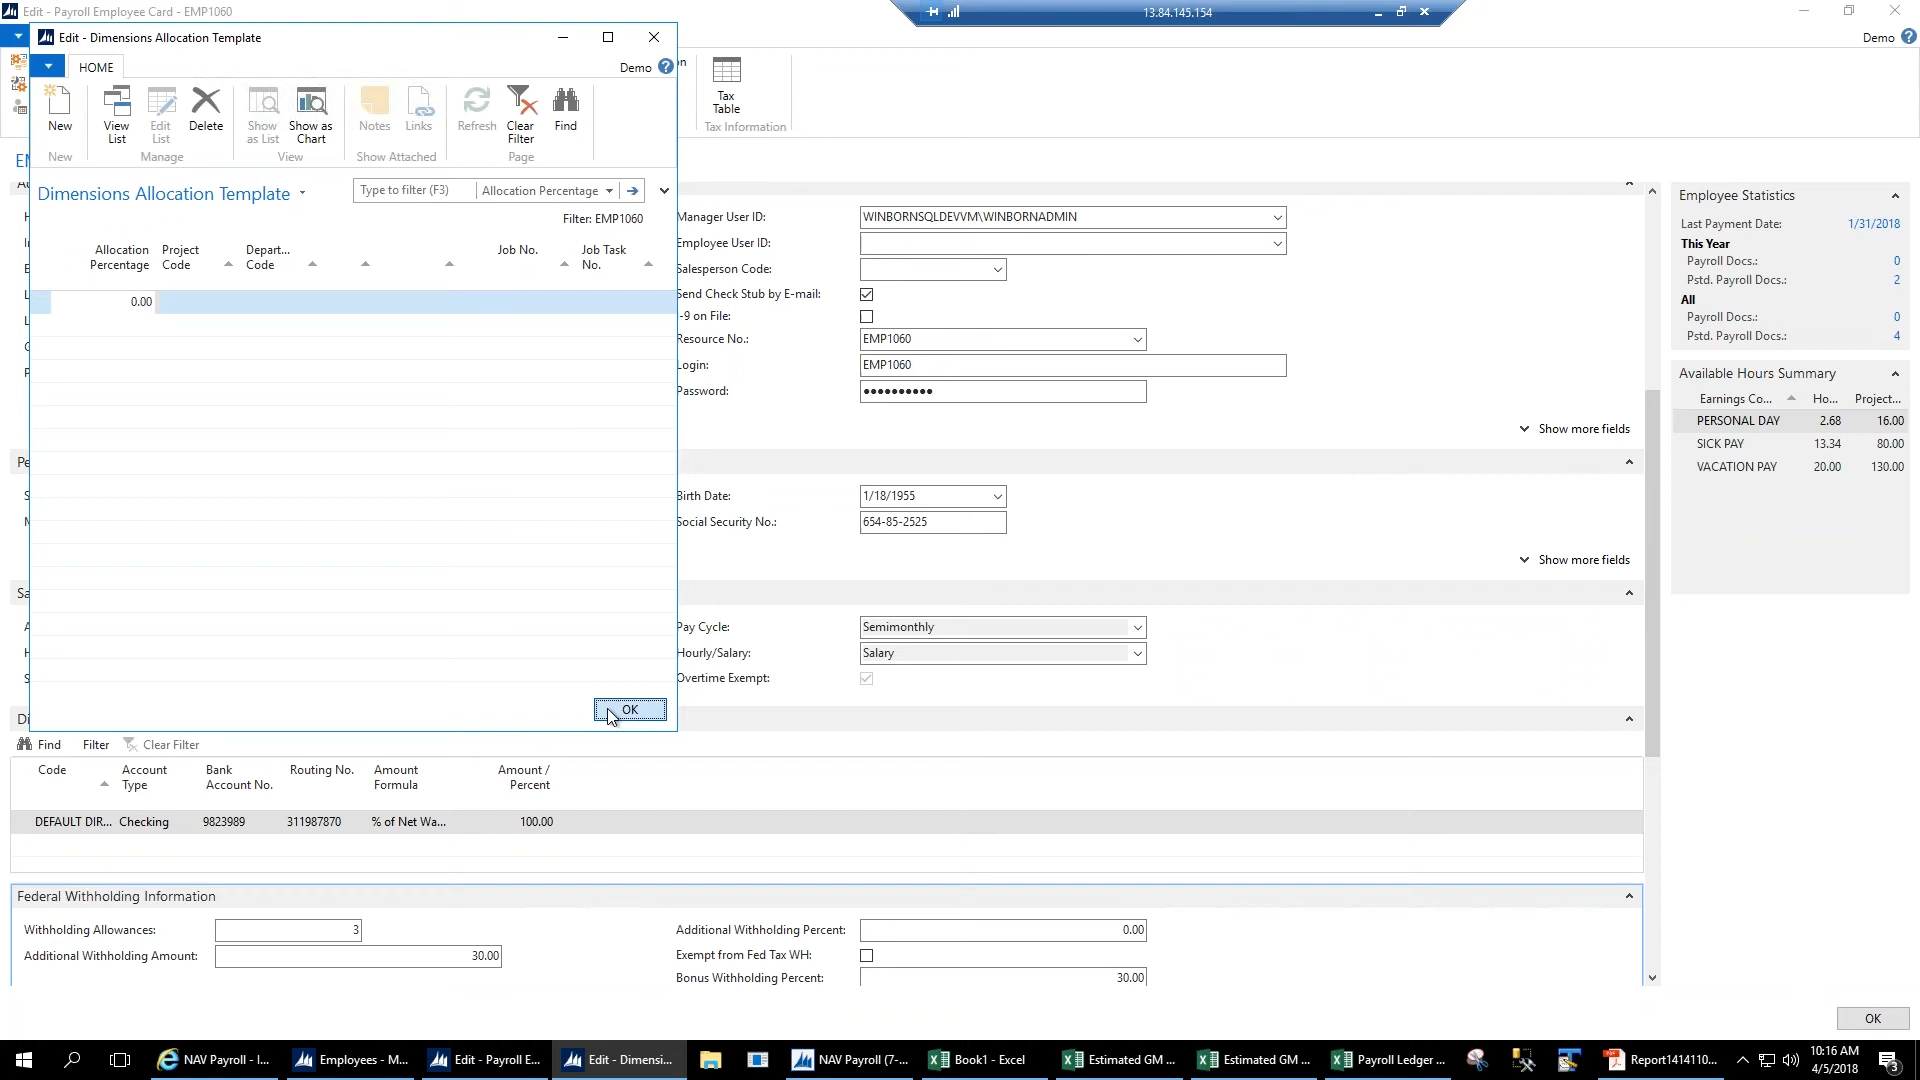 Edit - Payroll Employee Card - EMP1060
13.84.145.154
Edit - Dimensions Allocation Template
Demo
HOME
Demo
New
View List
Edit List
Delete
Show as List
Show as Chart
Notes
Links
Refresh
Clear Filter
Find
New
Manage
View
Show Attached
Page
Tax Table
Tax Information
Dimensions Allocation Template
Type to filter (F3)
Allocation Percentage
Filter: EMP1060
Allocation Percentage
Project Code
Depart... Code
Job No.
Job Task No.
0.00
OK
Manager User ID:
WINBORNSQLDEVVM\WINBORNADMIN
Employee User ID:
Salesperson Code:
Send Check Stub by E-mail:
-9 on File:
Resource No.:
EMP1060
Login:
EMP1060
Password:
Show more fields
Birth Date:
1/18/1955
Social Security No.:
654-85-2525
Show more fields
Pay Cycle:
Semimonthly
Hourly/Salary:
Salary
Overtime Exempt:
Employee Statistics
Last Payment Date: 1/31/2018
This Year
Payroll Docs.: 0
Pstd. Payroll Docs.: 2
All
Payroll Docs.: 0
Pstd. Payroll Docs.: 4
Available Hours Summary
Earnings Co... Ho... Project...
PERSONAL DAY 2.68 16.00
SICK PAY 13.34 80.00
VACATION PAY 20.00 130.00
Find Filter Clear Filter
Code
Account Type
Bank Account No.
Routing No.
Amount Formula
Amount / Percent
DEFAULT DIR... Checking 9823989 311987870 % of Net Wa... 100.00
Federal Withholding Information
Withholding Allowances: 3
Additional Withholding Amount: 30.00
Additional Withholding Percent: 0.00
Exempt from Fed Tax WH:
Bonus Withholding Percent: 30.00
OK
NAV Payroll - I...
Employees - M...
Edit - Payroll E...
Edit - Dimensi...
NAV Payroll (7-...
Book1 - Excel
Estimated GM ...
Estimated GM ...
Payroll Ledger ...
Report1414110...
10:16 AM
4/5/2018
3